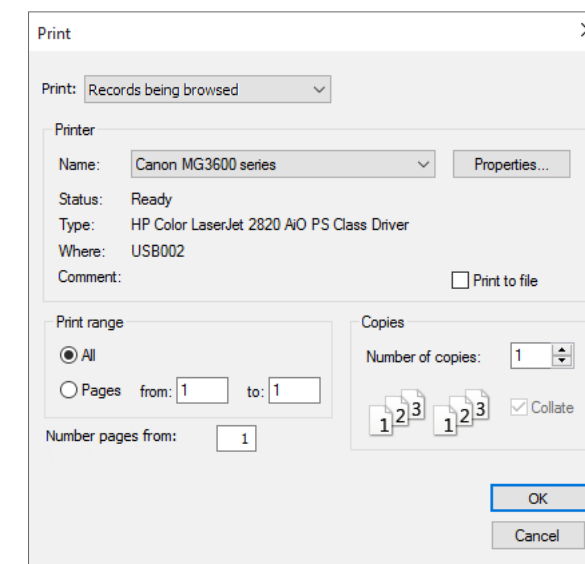 Print
Print: Records being browsed
Printer
Name: Canon MG3600 series Properties...
Status: Ready
Type: HP Color LaserJet 2820 AiO PS Class Driver
Where: USB002
Comment: Print to file
Print range
All
Pages from: 1 to: 1
Number pages from: 1
Copies
Number of copies: 1
1 2 3 1 2 3 Collate
OK
Cancel